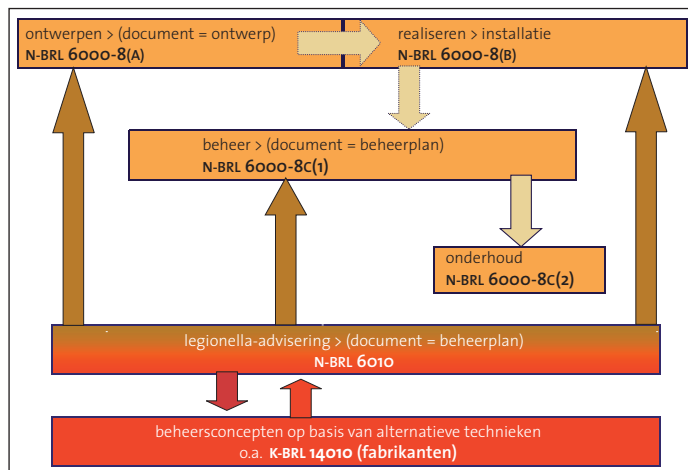 ontwerpen > (document = ontwerp)
N-BRL 6000-8(A)
realiseren > installatie
N-BRL 6000-8(B)
beheer > (document = beheerplan)
N-BRL 6000-8C(1)
onderhoud
N-BRL 6000-8C(2)
legionella-advisering > (document = beheerplan)
N-BRL 6010
beheersconcepten op basis van alternatieve technieken
o.a. K-BRL 14010 (fabrikanten)